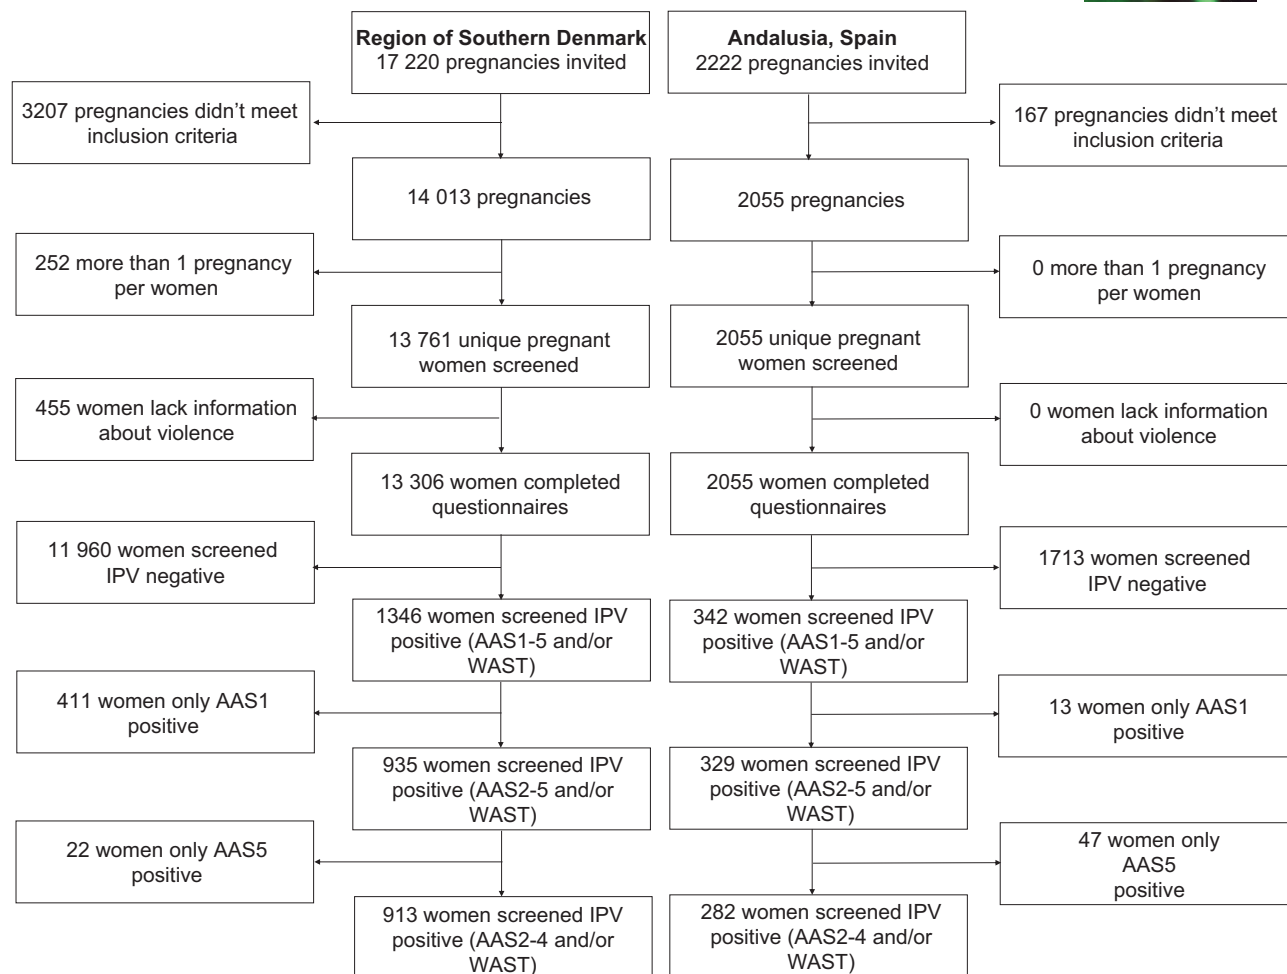 Region of Southern Denmark
17 220 pregnancies invited
Andalusia, Spain
2222 pregnancies invited
3207 pregnancies didn't meet
inclusion criteria
167 pregnancies didn't meet
inclusion criteria
14 013 pregnancies
2055 pregnancies
252 more than 1 pregnancy
per women
0 more than 1 pregnancy
per women
13 761 unique pregnant
women screened
2055 unique pregnant
women screened
455 women lack information
about violence
0 women lack information
about violence
13 306 women completed
questionnaires
2055 women completed
questionnaires
11 960 women screened
IPV negative
1713 women screened
IPV negative
1346 women screened IPV
positive (AAS1-5 and/or
WAST)
342 women screened IPV
positive (AAS1-5 and/or
WAST)
411 women only AAS1
positive
13 women only AAS1
positive
935 women screened IPV
positive (AAS2-5 and/or
WAST)
329 women screened IPV
positive (AAS2-5 and/or
WAST)
22 women only AAS5
positive
47 women only
AAS5
positive
913 women screened IPV
positive (AAS2-4 and/or
WAST)
282 women screened IPV
positive (AAS2-4 and/or
WAST)